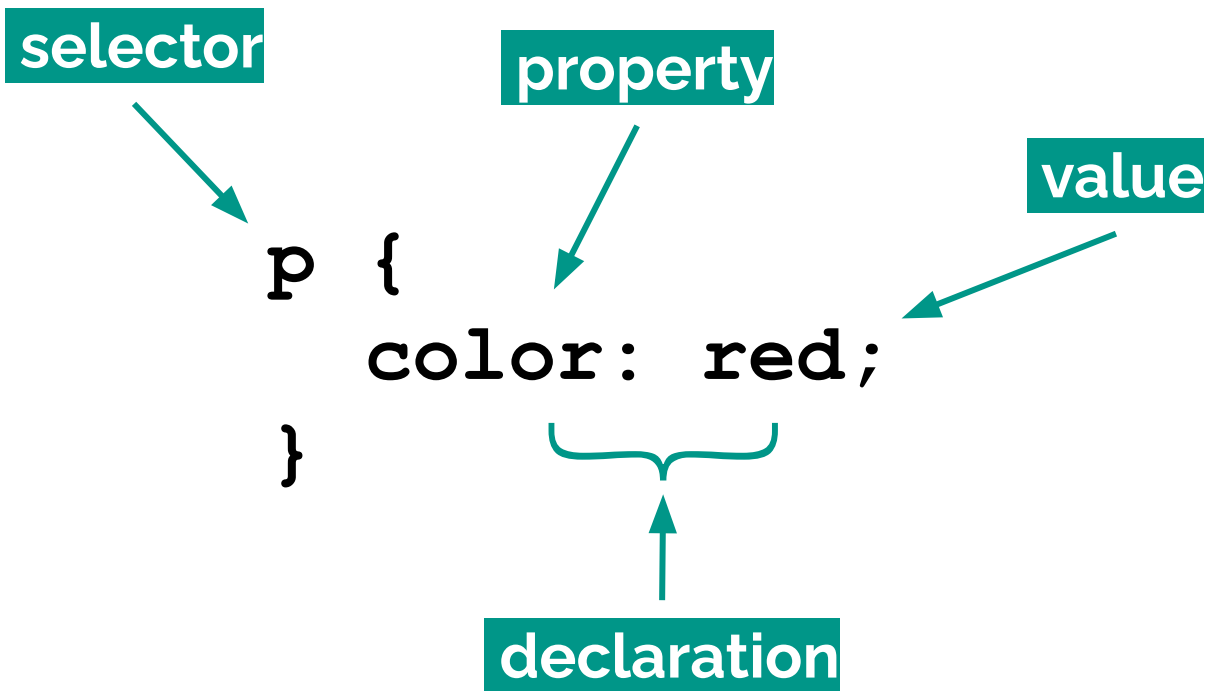 selector
property
value
p {
color: red;
}
declaration